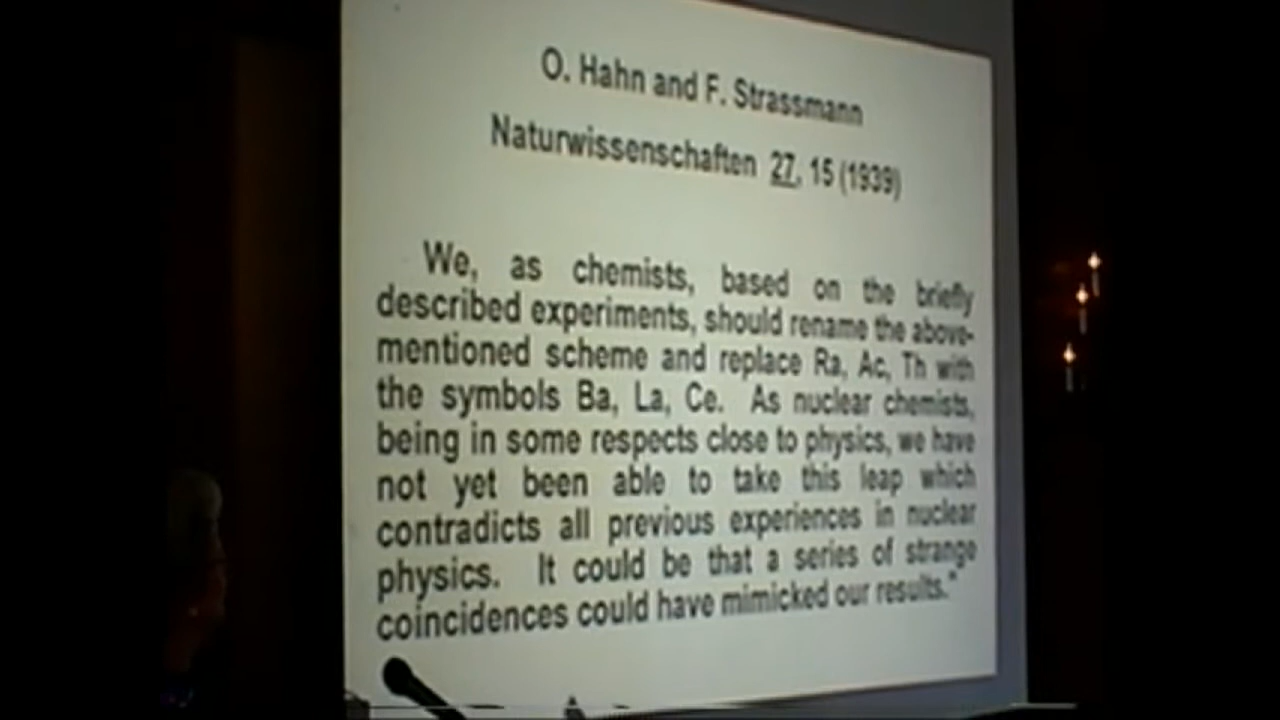 O. Hahn and F. Strassmann
Naturwissenschaften 27, 15 (1939)
We, as chemists, based on the briefly
described experiments, should rename the above-
mentioned scheme and replace Ra, Ac, Th with
the symbols Ba, La, Ce. As nuclear chemists,
being in some respects close to physics, we have
not yet been able to take this leap which
contradicts all previous experiences in nuclear
physics. It could be that a series of strange
coincidences could have mimicked our results."